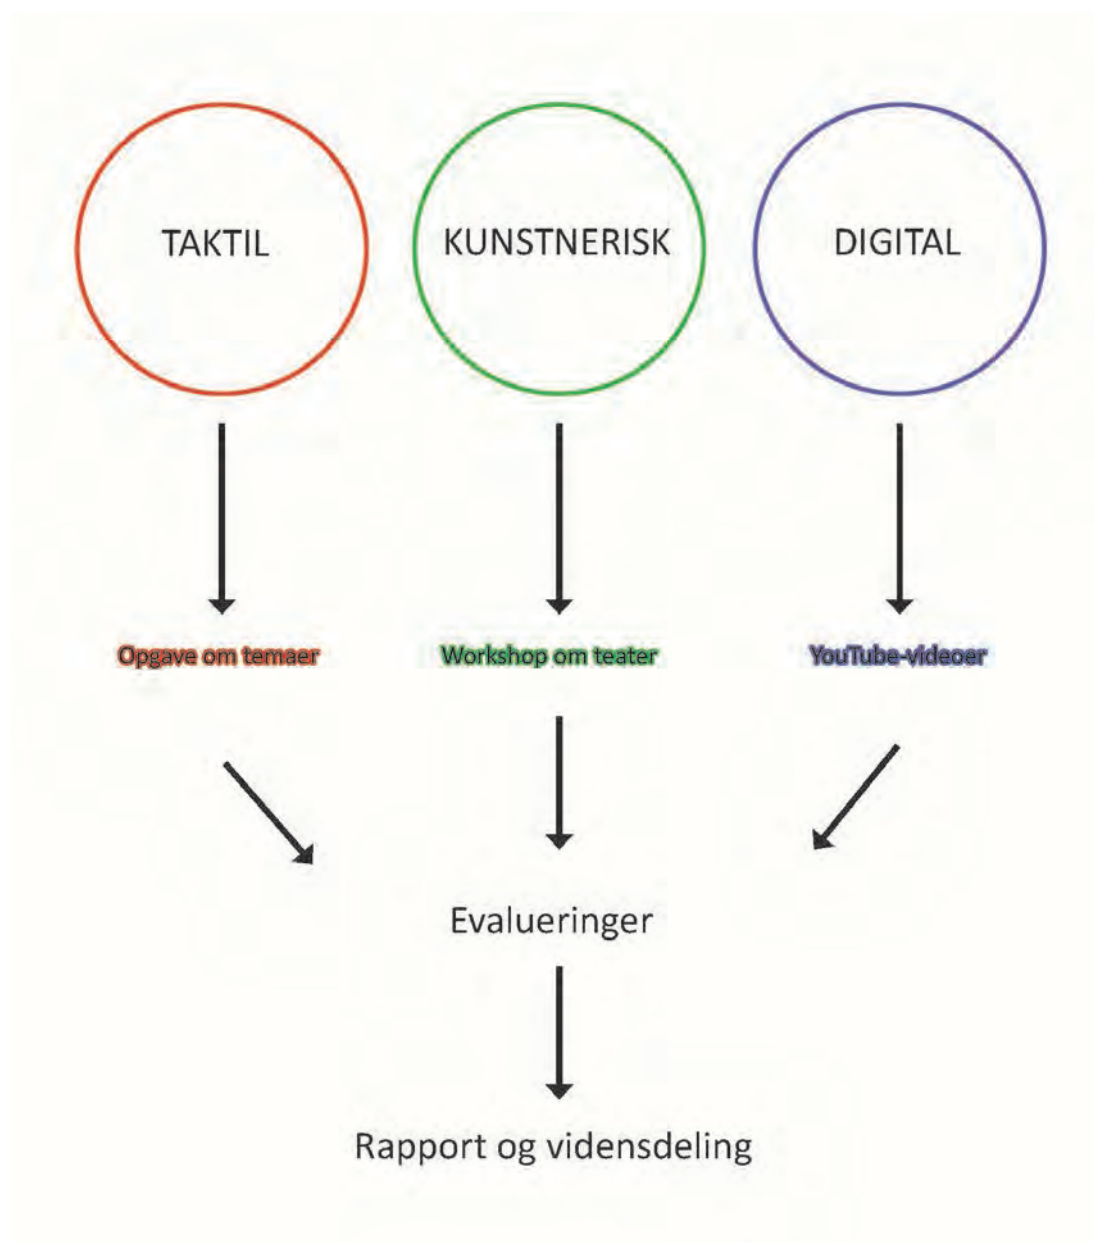 TAKTIL
KUNSTNERISK
DIGITAL
Opgave om temaer
Workshop om teater
YouTube-videoer
Evalueringer
Rapport og vidensdeling